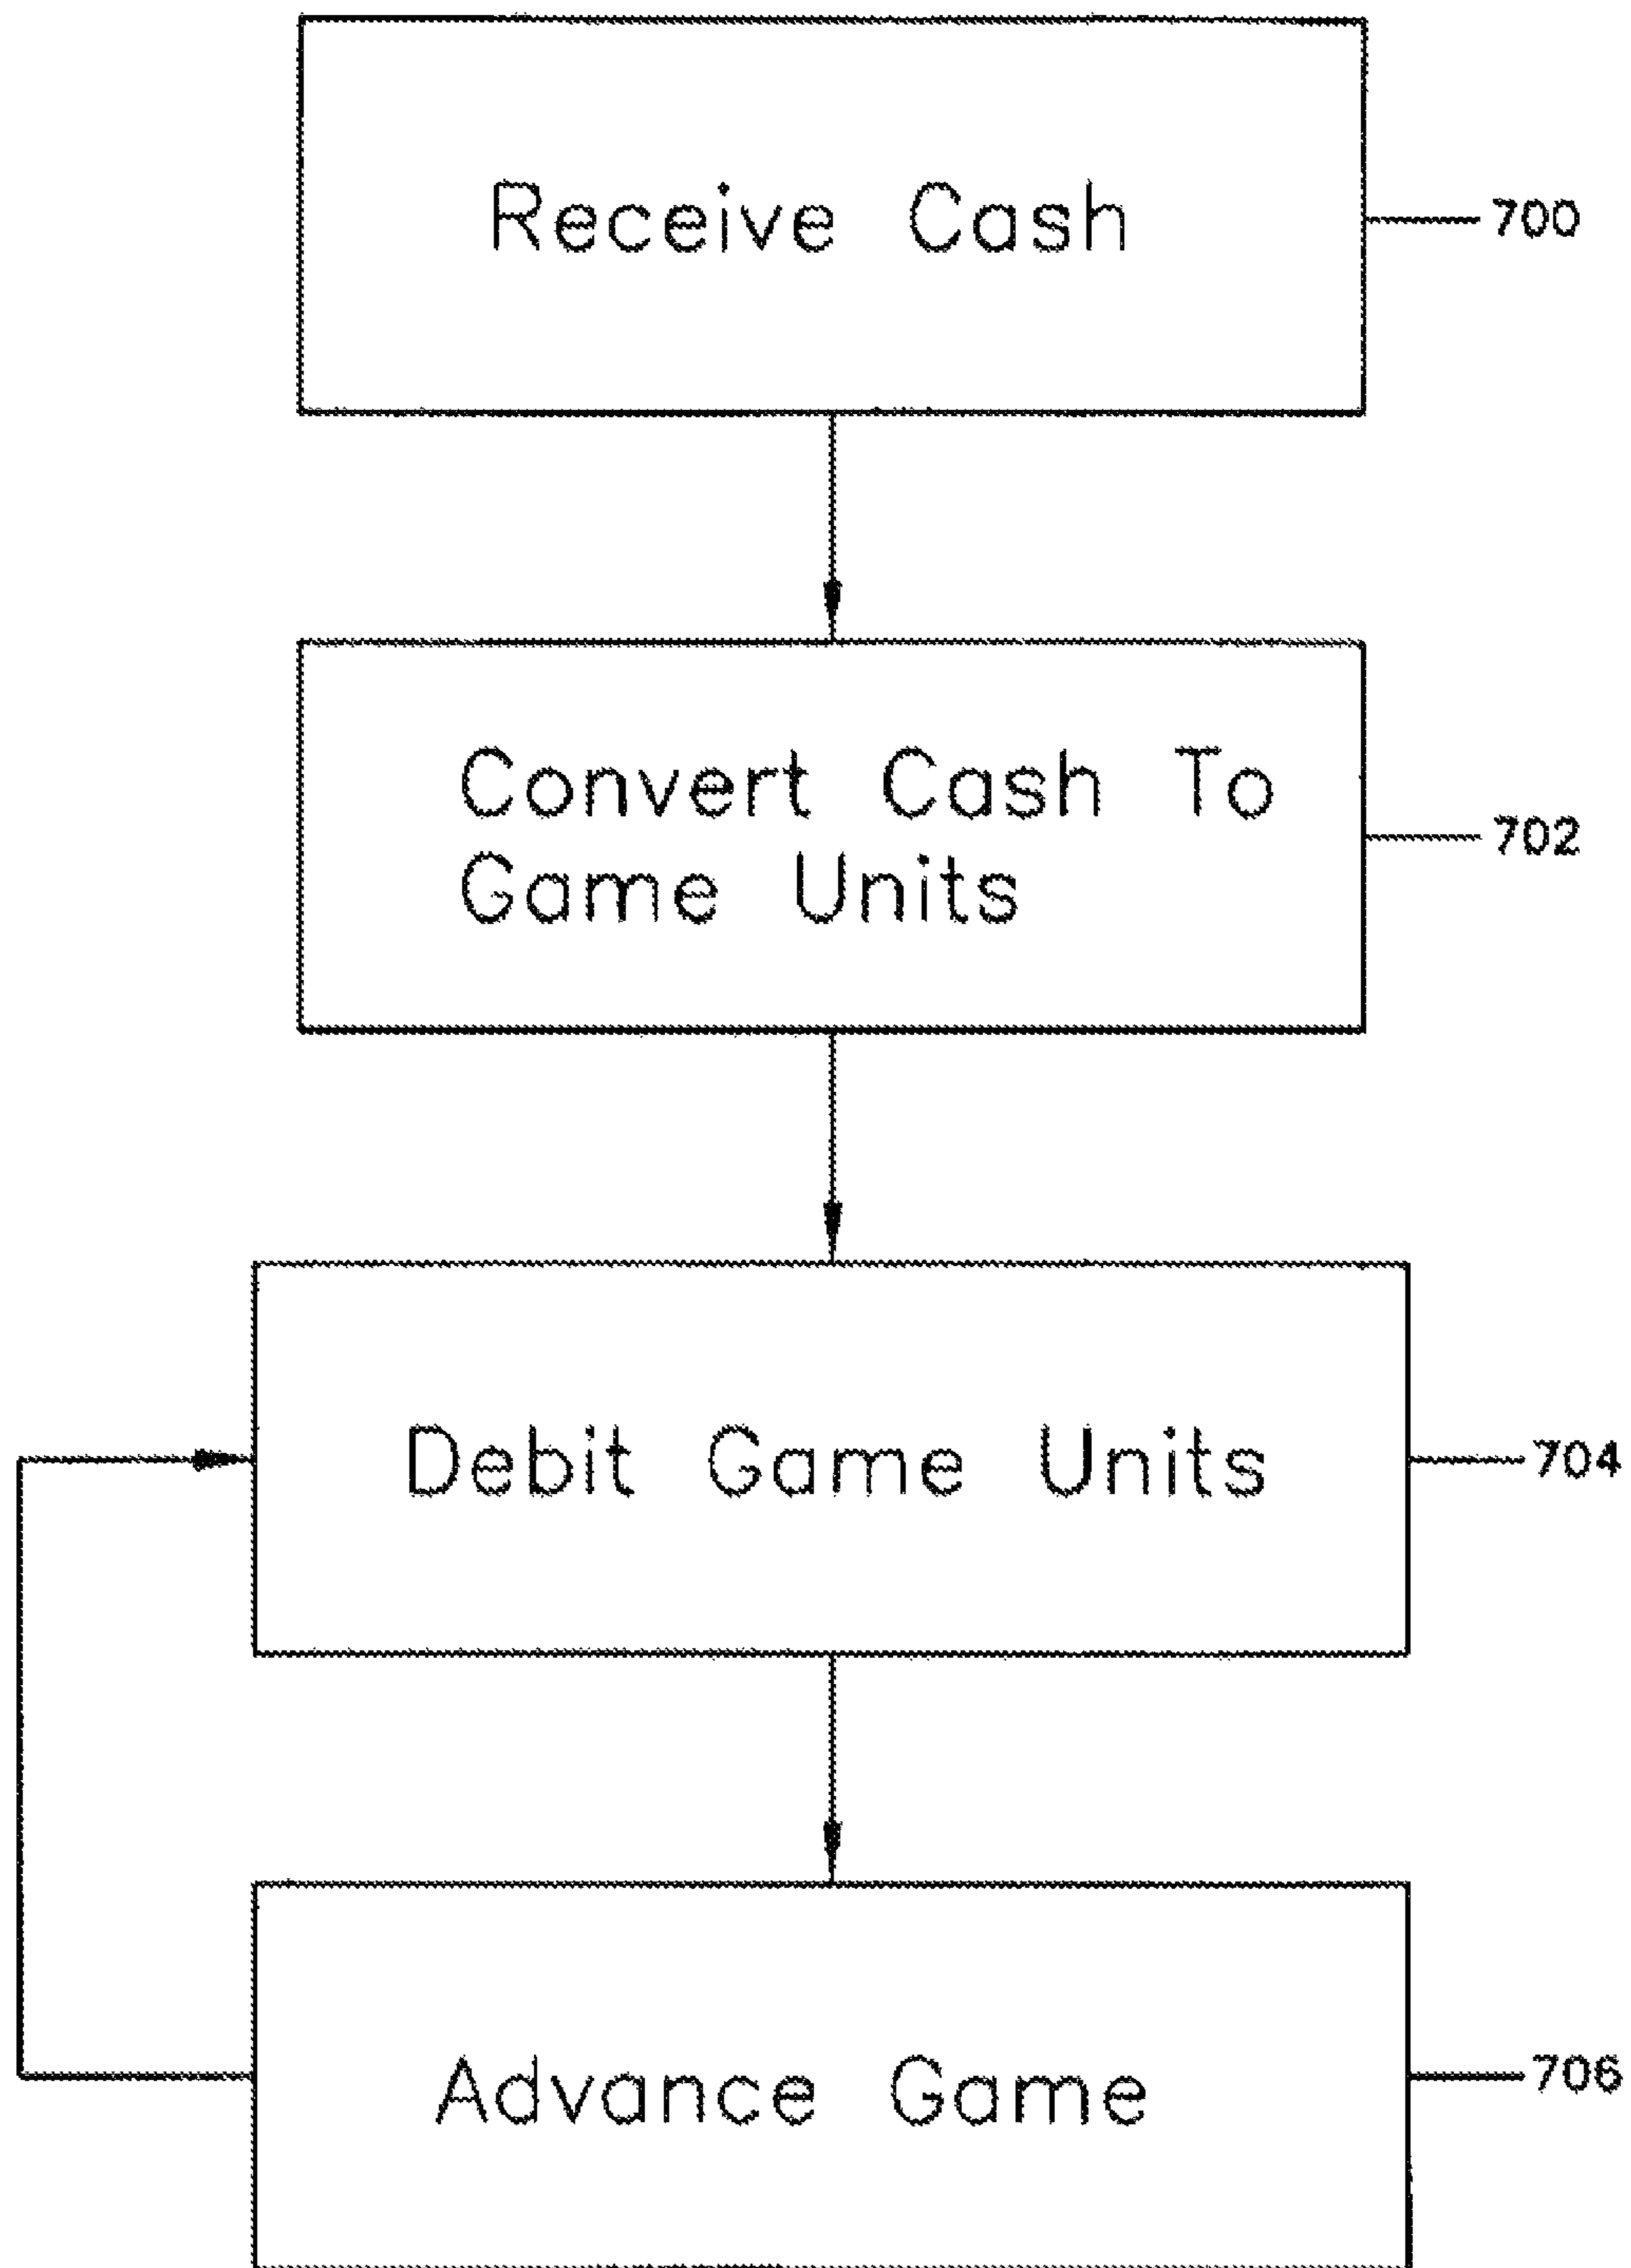 Receive Cash
700
Convert Cash To
Game Units
702
Debit Game Units
704
Advance Game
706